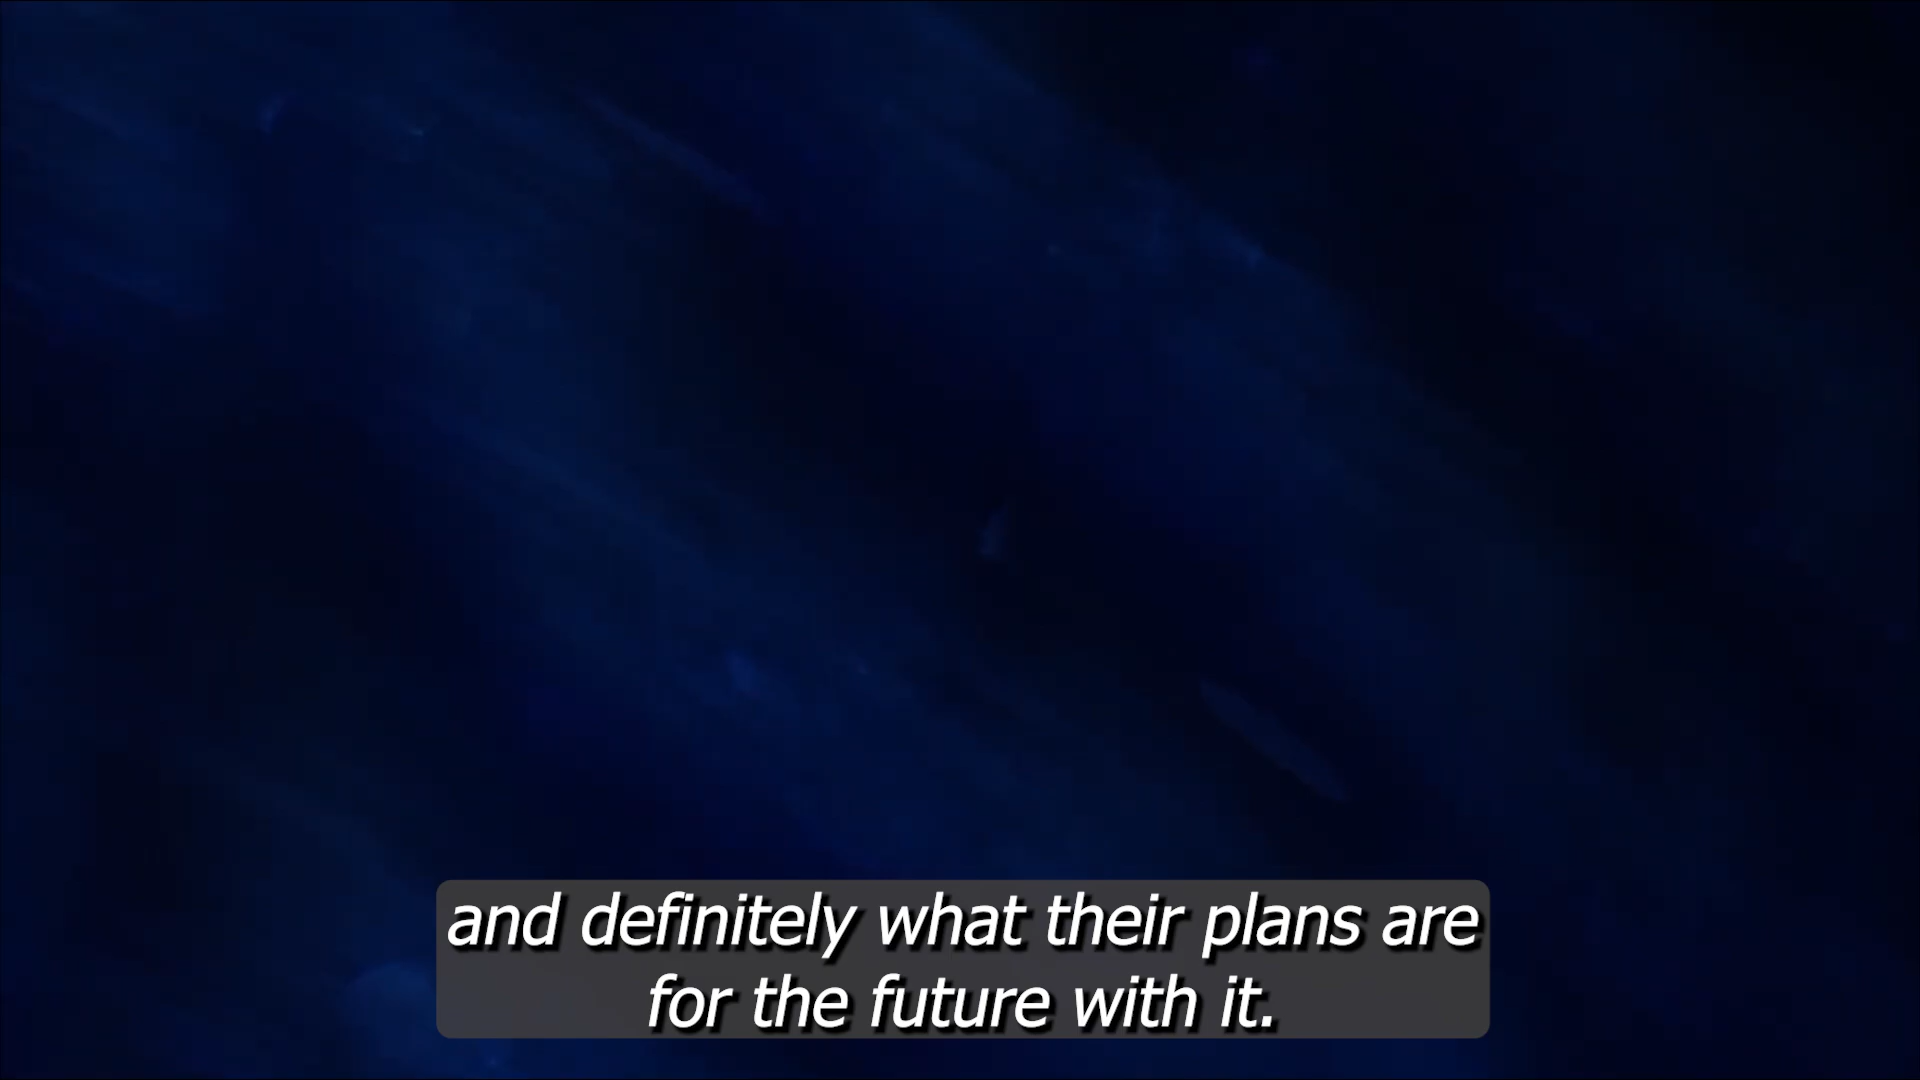 and definitely what their plans are
for the future with it.